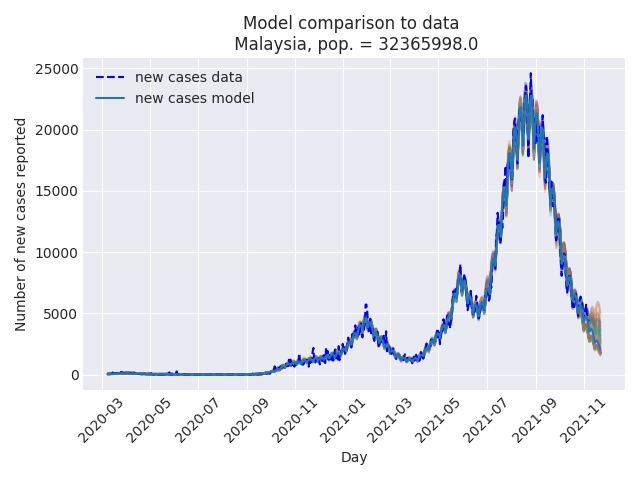 Model comparison to data
Malaysia, pop. = 32365998.0
new cases data
new cases model
Number of new cases reported
25000
20000
15000
10000
5000
0
2020-03
2020-05
2020-07
2020-09
2020-11
2021-01
2021-03
2021-05
2021-07
2021-09
2021-11
Day